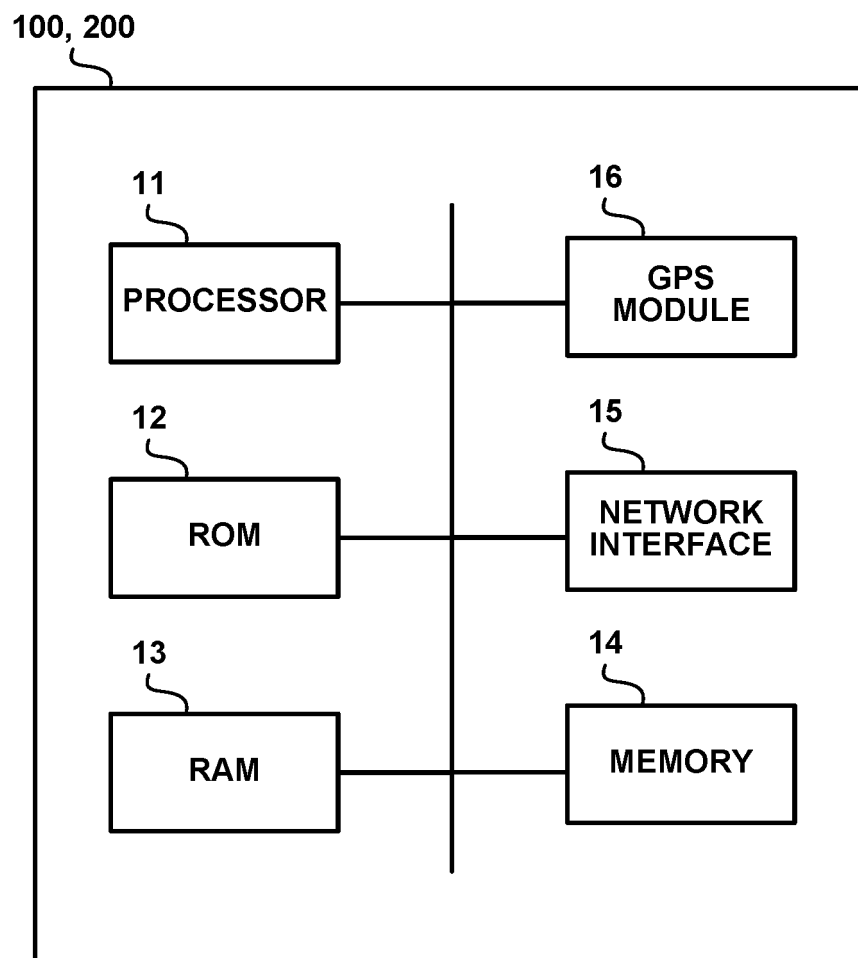 100, 200
11
PROCESSOR
16
GPS
MODULE
12
ROM
15
NETWORK
INTERFACE
13
RAM
14
MEMORY